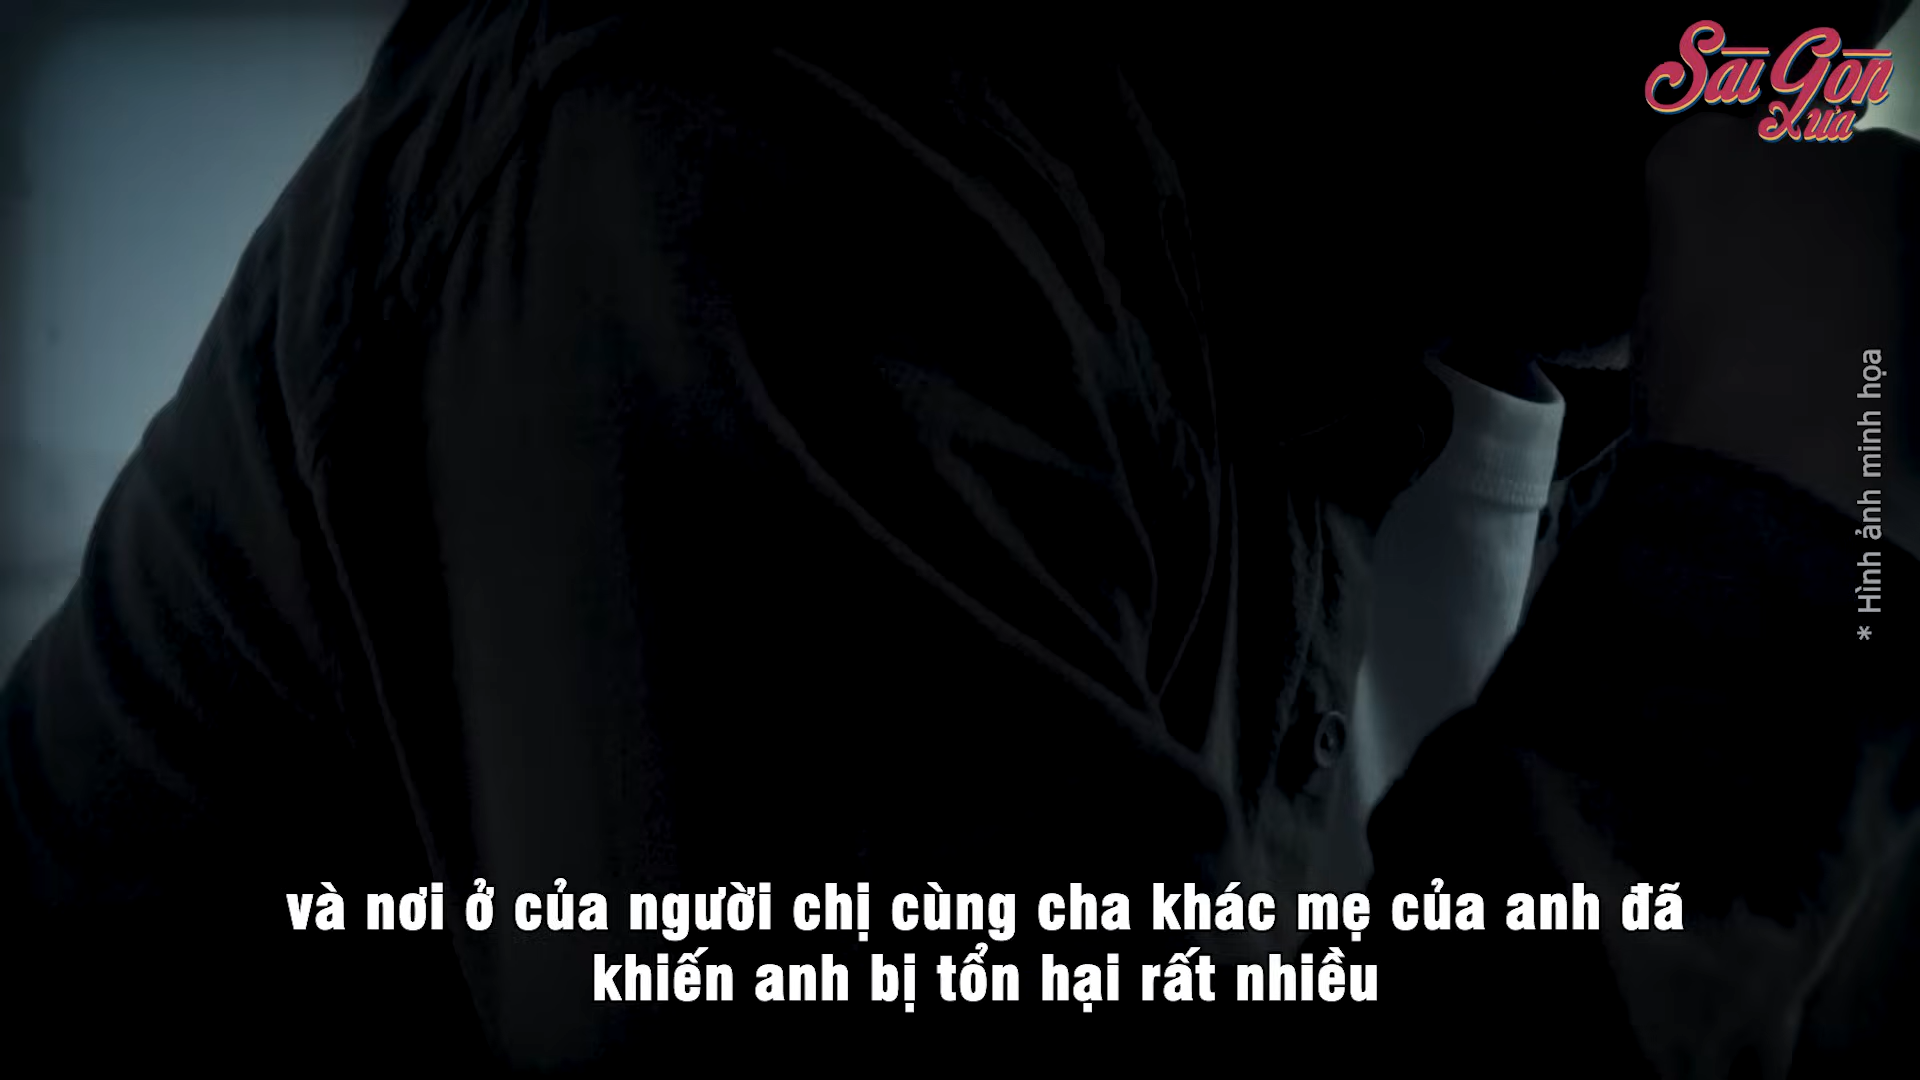 Sài Gòn
Xưa
* Hình ảnh minh họa
và nơi ở của người chị cùng cha khác mẹ của anh đã
khiến anh bị tổn hại rất nhiều